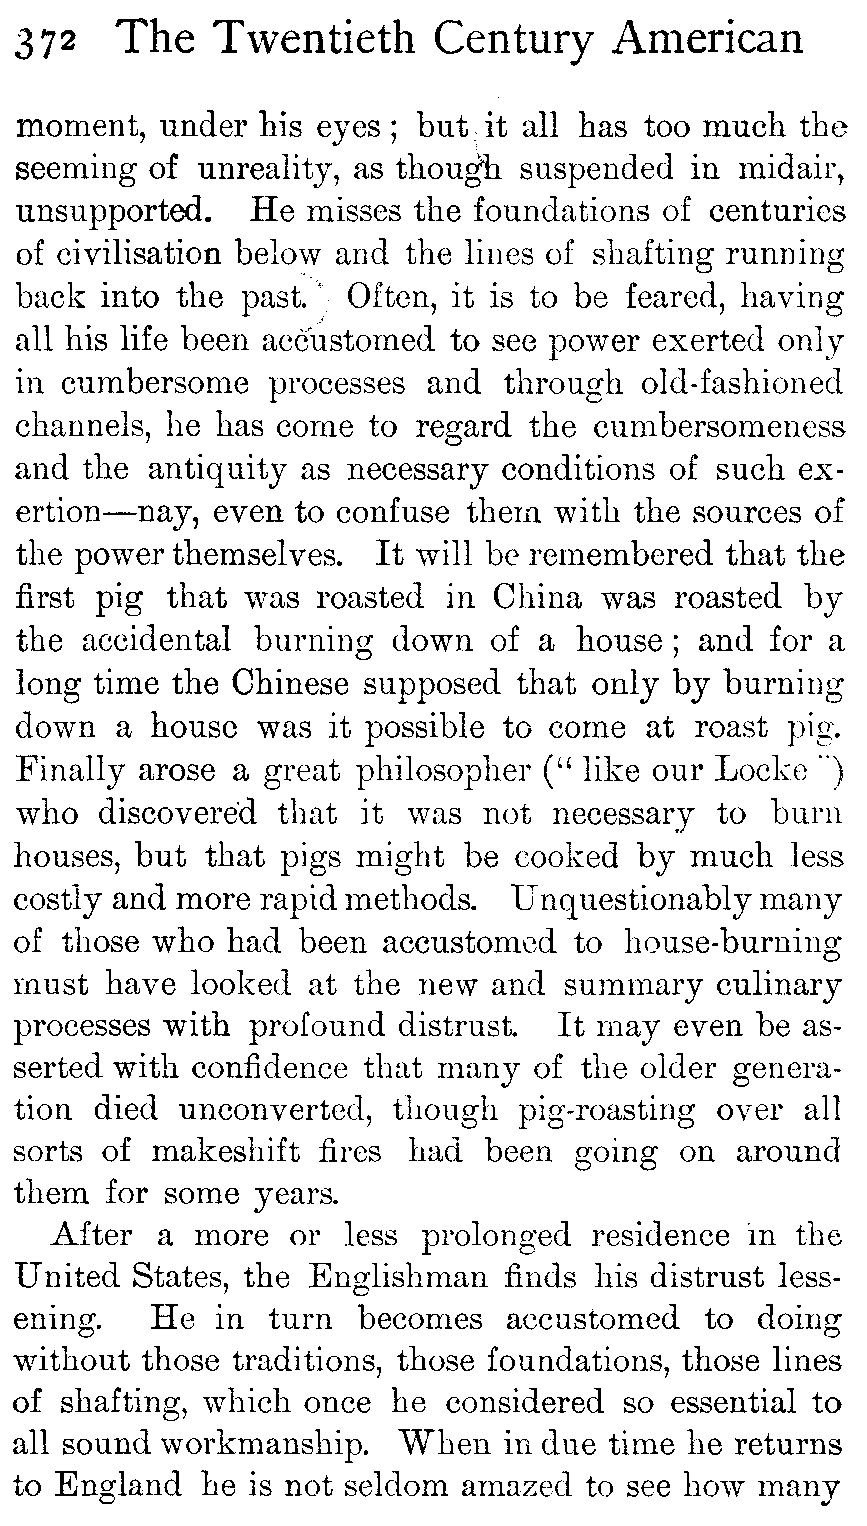 372 The Twentieth Century American
moment, under his eyes; but it all has too much the
seeming of unreality, as though suspended in midair,
unsupported. He misses the foundations of centuries
of civilisation below and the lines of shafting running
back into the past. Often, it is to be feared, having
all his life been accustomed to see power exerted only
in cumbersome processes and through old-fashioned
channels, he has come to regard the cumbersomeness
and the antiquity as necessary conditions of such ex-
ertion—nay, even to confuse them with the sources of
the power themselves. It will be remembered that the
first pig that was roasted in China was roasted by
the accidental burning down of a house; and for a
long time the Chinese supposed that only by burning
down a house was it possible to come at roast pig.
Finally arose a great philosopher (“like our Locke”)
who discovered that it was not necessary to burn
houses, but that pigs might be cooked by much less
costly and more rapid methods. Unquestionably many
of those who had been accustomed to house-burning
must have looked at the new and summary culinary
processes with profound distrust. It may even be as-
serted with confidence that many of the older genera-
tion died unconverted, though pig-roasting over all
sorts of makeshift fires had been going on around
them for some years.
After a more or less prolonged residence in the
United States, the Englishman finds his distrust less-
ening. He in turn becomes accustomed to doing
without those traditions, those foundations, those lines
of shafting, which once he considered so essential to
all sound workmanship. When in due time he returns
to England he is not seldom amazed to see how many